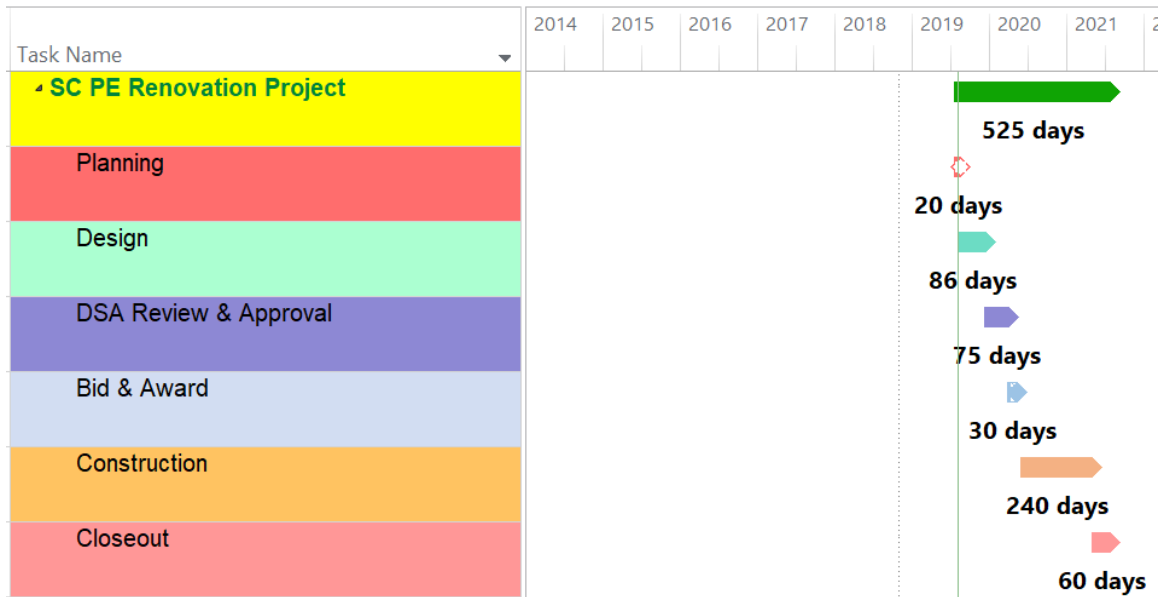 2014 2015 2016 2017 2018 2019 2020 2021 2
Task Name
SC PE Renovation Project
525 days
Planning
20 days
Design
86 days
DSA Review & Approval
75 days
Bid & Award
30 days
Construction
240 days
Closeout
60 days